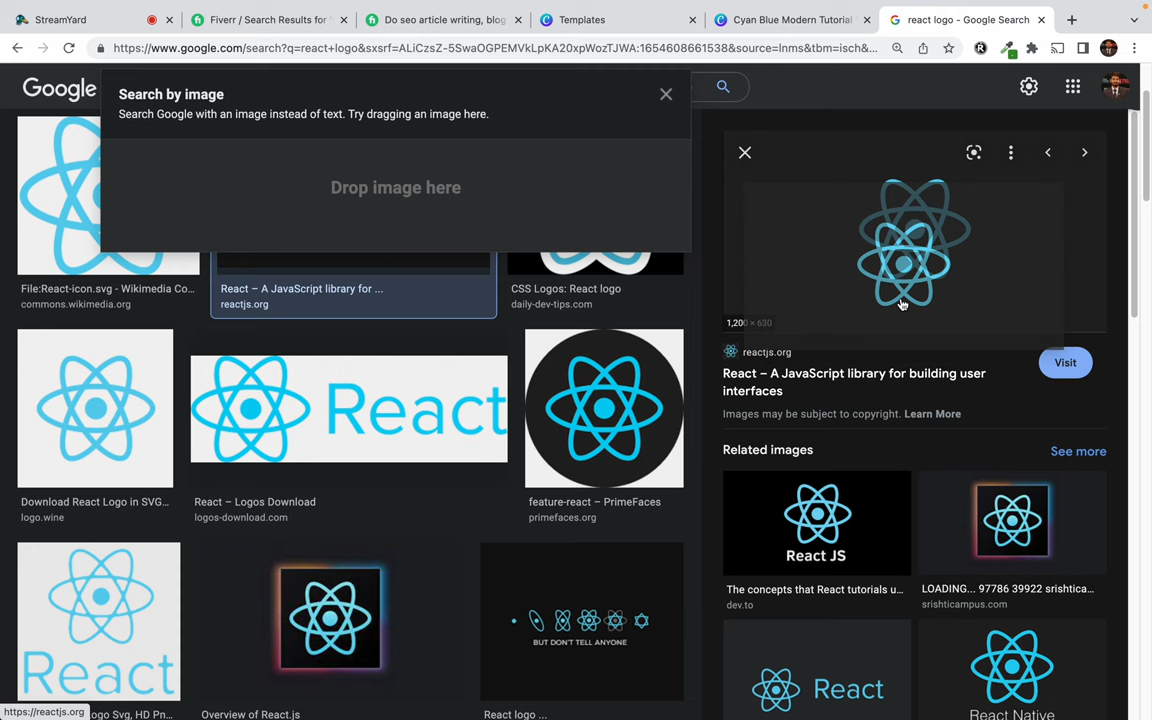 StreamYard
Fiverr / Search Results for '
Do seo article writing, blog
Templates
Cyan Blue Modern Tutorial
react logo - Google Search
https://www.google.com/search?q=react+logo&sxsrf=ALiCzsZ-5SwaOGPEMVkLpKA20xpWozTJWA:1654608661538&source=lnms&tbm=isch&...
Google
Search by image
Search Google with an image instead of text. Try dragging an image here.
Drop image here
File:React-icon.svg - Wikimedia Co...
commons.wikimedia.org
React – A JavaScript library for ...
reactjs.org
CSS Logos: React logo
daily-dev-tips.com
1,200 × 630
reactjs.org
React – A JavaScript library for building user
interfaces
Visit
Images may be subject to copyright. Learn More
React
Download React Logo in SVG...
logo.wine
React – Logos Download
logos-download.com
feature-react – PrimeFaces
primefaces.org
Related images
See more
React JS
The concepts that React tutorials u...
dev.to
LOADING... 97786 39922 srishtica...
srishticampus.com
React
BUT DON'T TELL ANYONE
React
React Native
https://reactjs.org
ogo Svg, HD Pn...
Overview of React.js
React logo ...